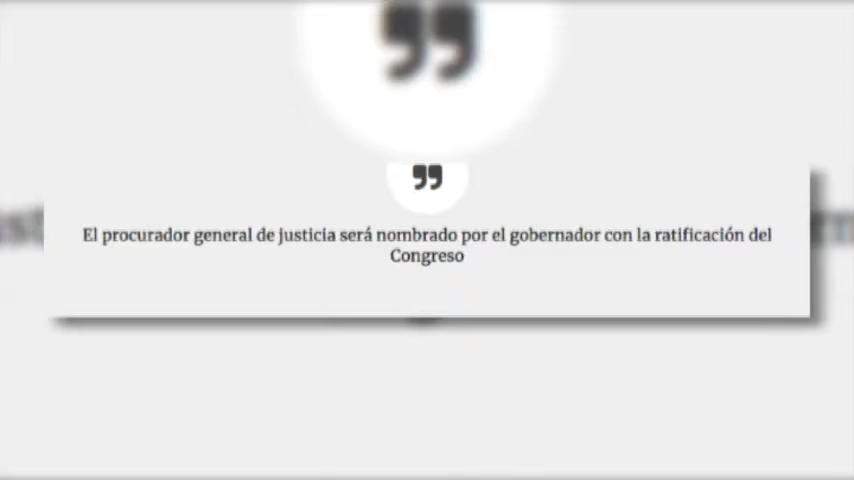 El procurador general de justicia será nombrado por el gobernador con la ratificación del
Congreso